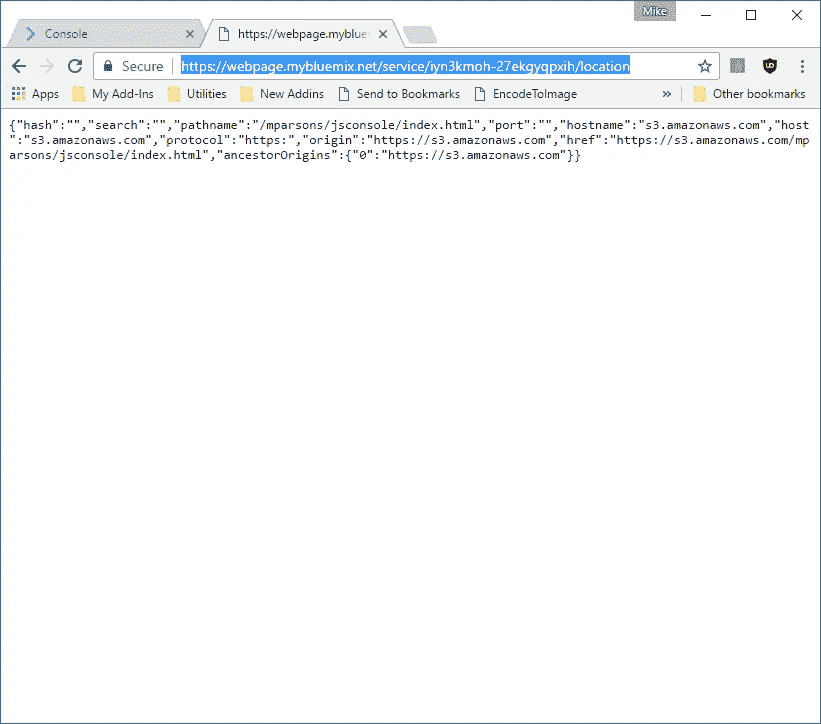 Mike
Console
https://webpage.myblue
Secure
https://webpage.mybluemix.net/service/iyn3kmoh-27ekgyqpxih/location
Apps My Add-Ins Utilities New Addins Send to Bookmarks EncodeToImage » Other bookmarks
{"hash":"","search":"","pathname":"/mparsons/jsconsole/index.html","port":"","hostname":"s3.amazonaws.com","host
":"s3.amazonaws.com","protocol":"https:","origin":"https://s3.amazonaws.com","href":"https://s3.amazonaws.com/mp
arsons/jsconsole/index.html","ancestorOrigins":{"0":"https://s3.amazonaws.com"}}